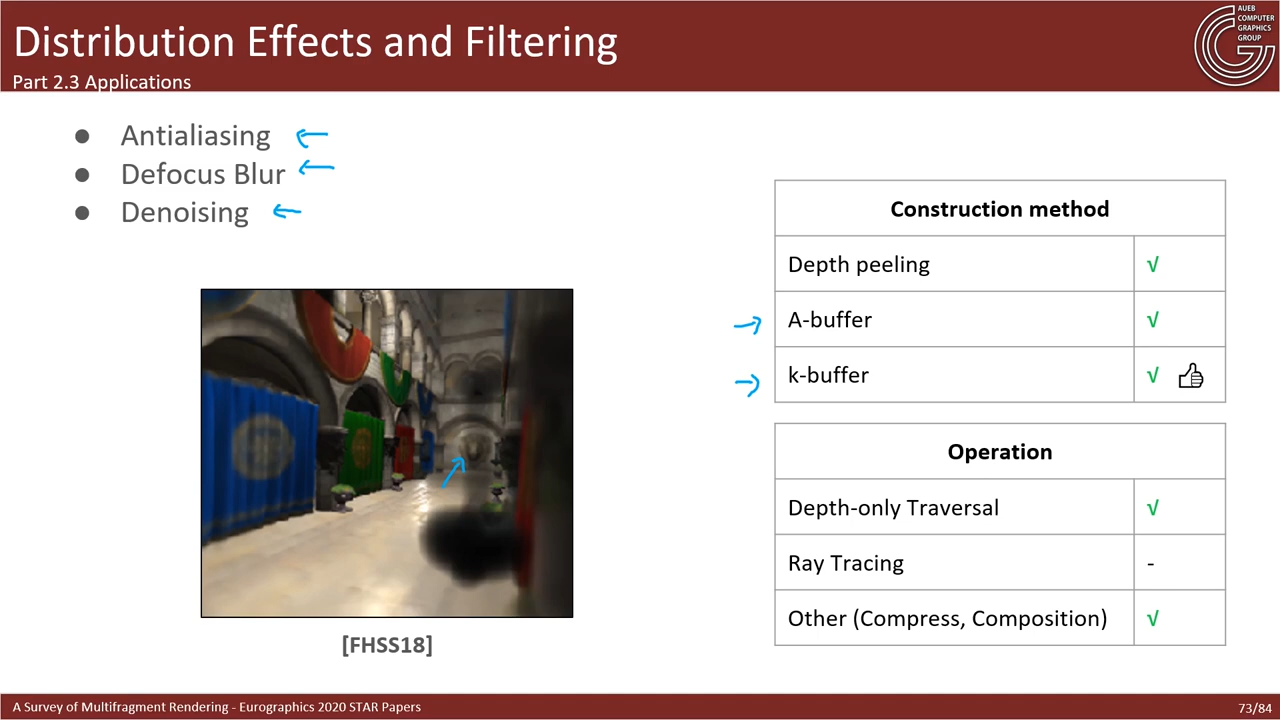 Distribution Effects and Filtering
Part 2.3 Applications
AUEB
COMPUTER
GRAPHICS
GROUP
● Antialiasing
● Defocus Blur
● Denoising
[FHSS18]
Construction method
Depth peeling √
A-buffer √
k-buffer √
Operation
Depth-only Traversal √
Ray Tracing -
Other (Compress, Composition) √
A Survey of Multifragment Rendering - Eurographics 2020 STAR Papers
73/84